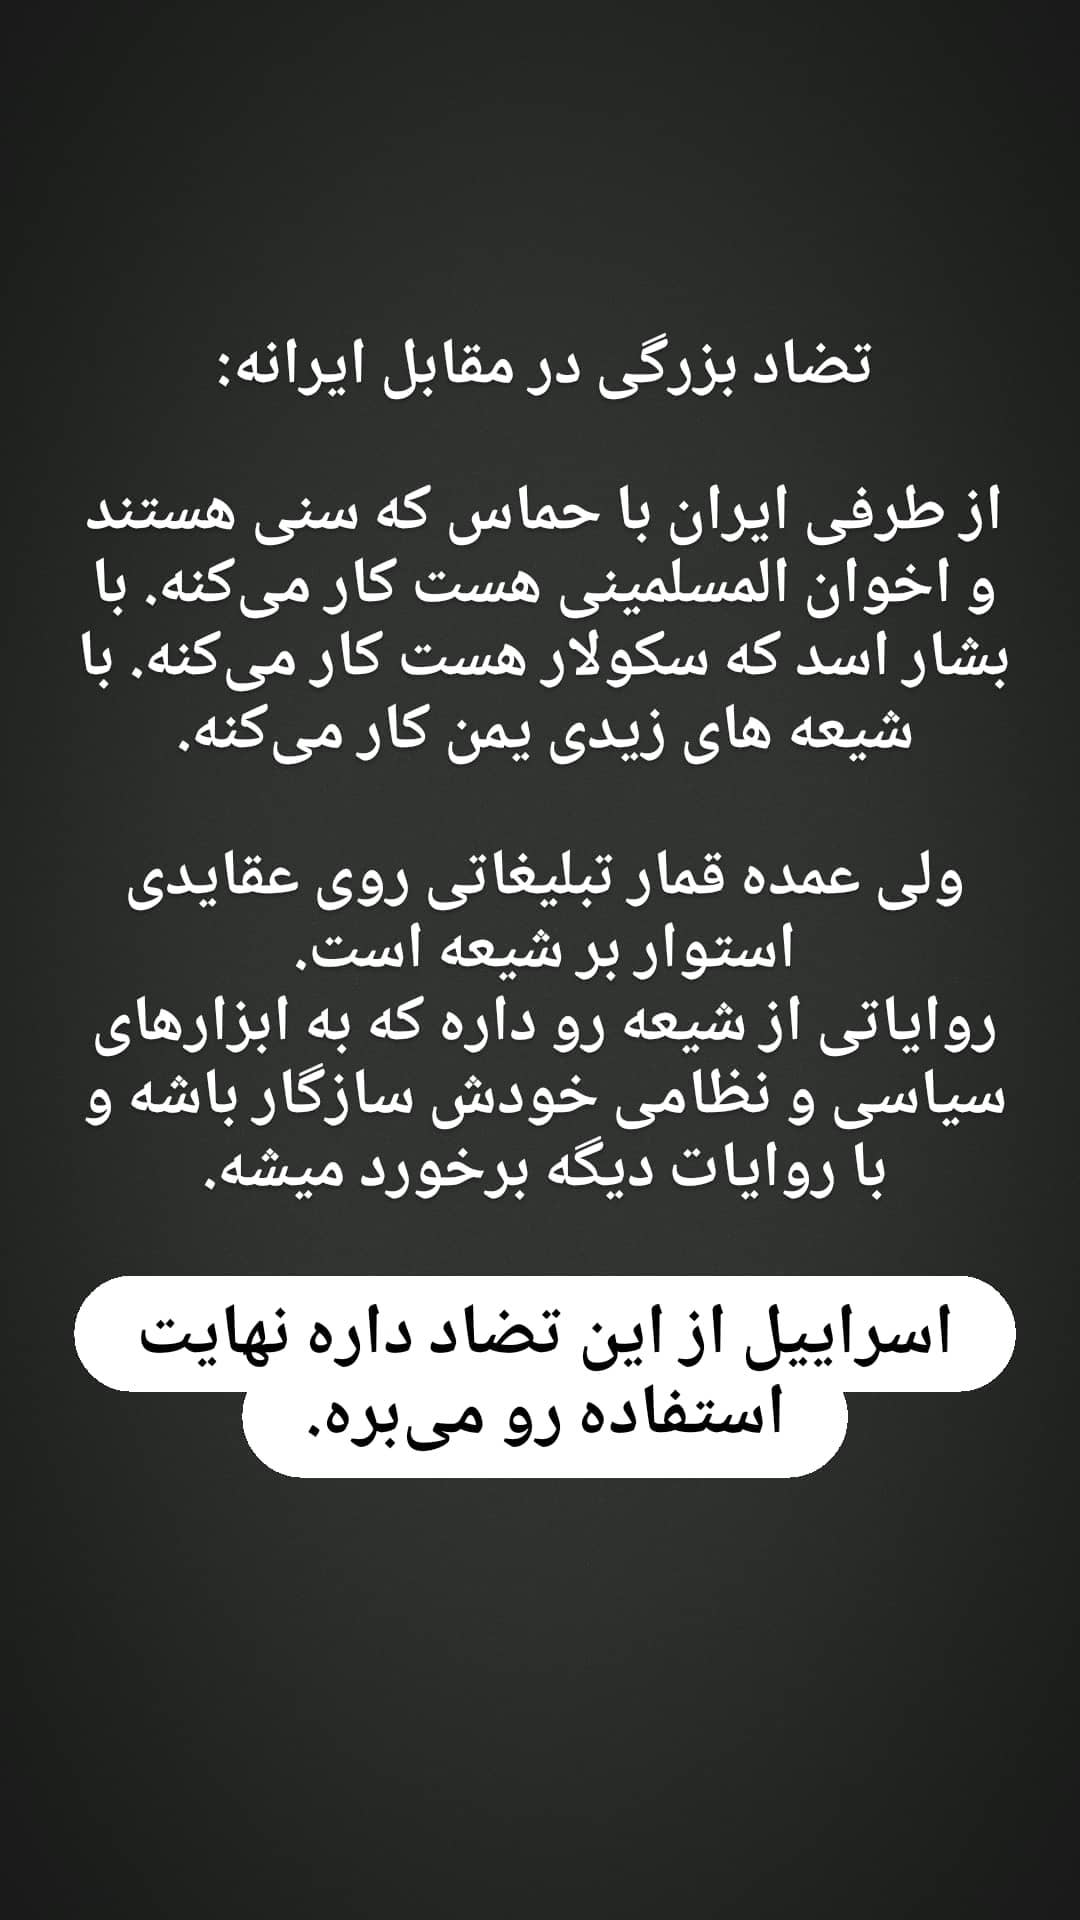 تضاد بزرگی در مقابل ایرانه:
از طرفی ایران با حماس که سنی هستند
و اخوان المسلمینی هست کار می‌کنه. با
بشار اسد که سکولار هست کار می‌کنه. با
شیعه های زیدی یمن کار می‌کنه.
ولی عمده قمار تبلیغاتی روی عقایدی
استوار بر شیعه است.
روایاتی از شیعه رو داره که به ابزارهای
سیاسی و نظامی خودش سازگار باشه و
با روایات دیگه برخورد میشه.
اسراییل از این تضاد داره نهایت
استفاده رو می‌بره.